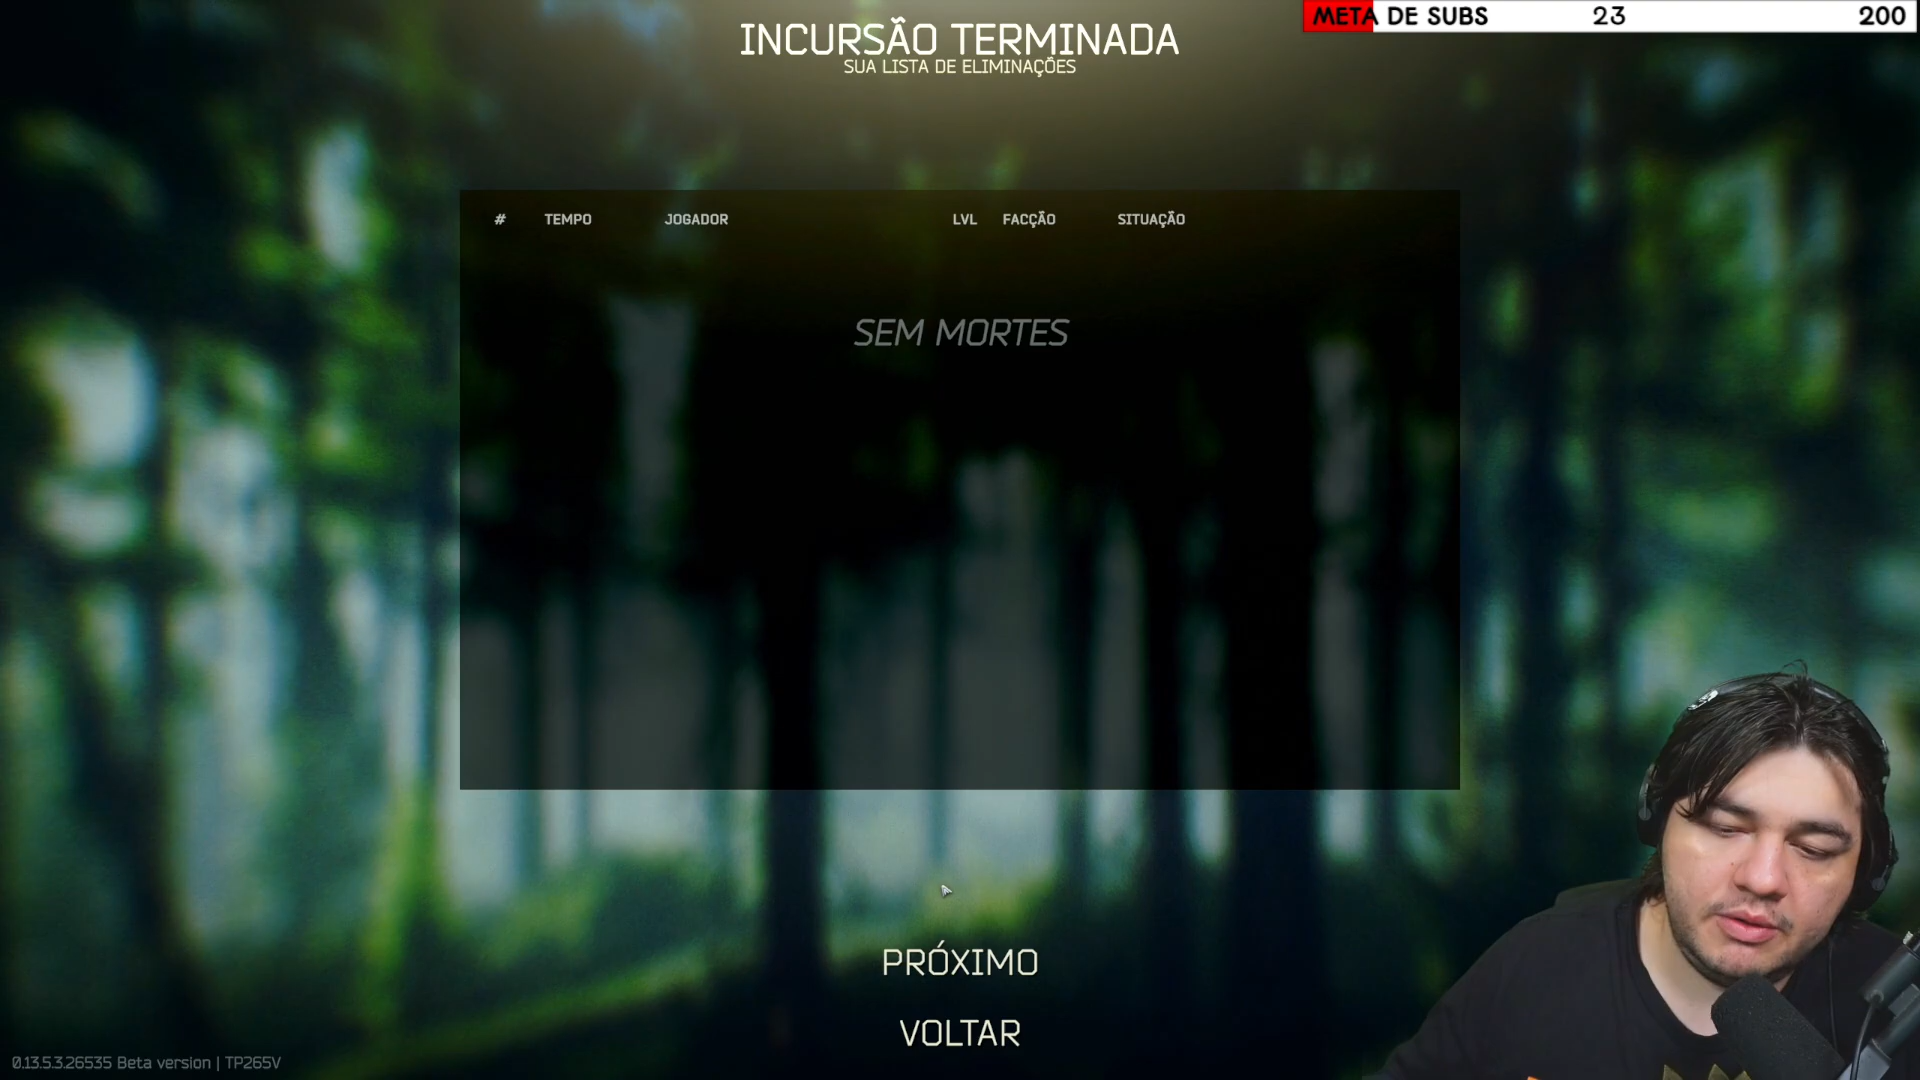 INCURSÃO TERMINADA
SUA LISTA DE ELIMINAÇÕES
META DE SUBS 23 200
# TEMPO JOGADOR LVL FACÇÃO SITUAÇÃO
SEM MORTES
PRÓXIMO
VOLTAR
0.13.5.3.26535 Beta version | TP265V